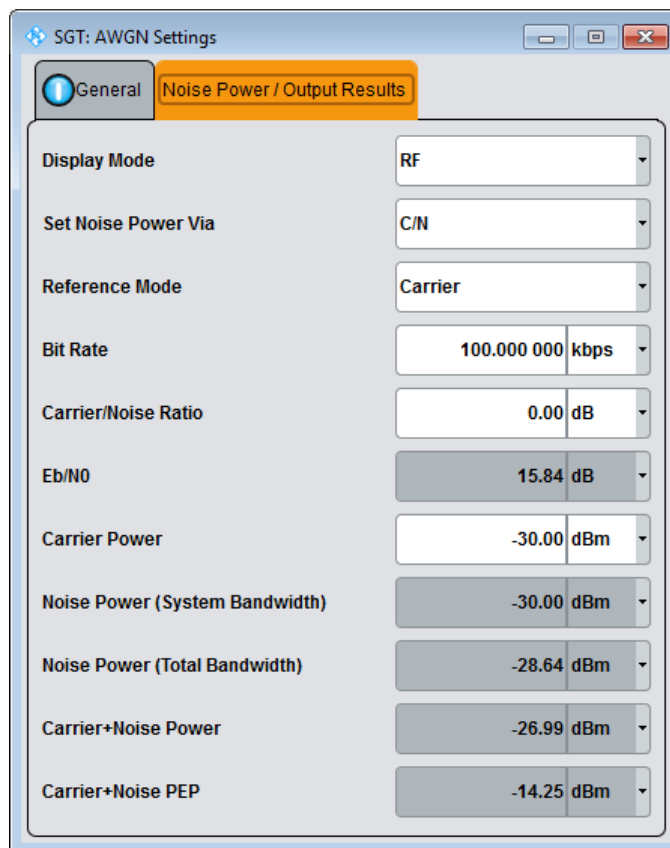 SGT: AWGN Settings
General Noise Power / Output Results
Display Mode RF
Set Noise Power Via C/N
Reference Mode Carrier
Bit Rate 100.000 000 kbps
Carrier/Noise Ratio 0.00 dB
Eb/N0 15.84 dB
Carrier Power -30.00 dBm
Noise Power (System Bandwidth) -30.00 dBm
Noise Power (Total Bandwidth) -28.64 dBm
Carrier+Noise Power -26.99 dBm
Carrier+Noise PEP -14.25 dBm